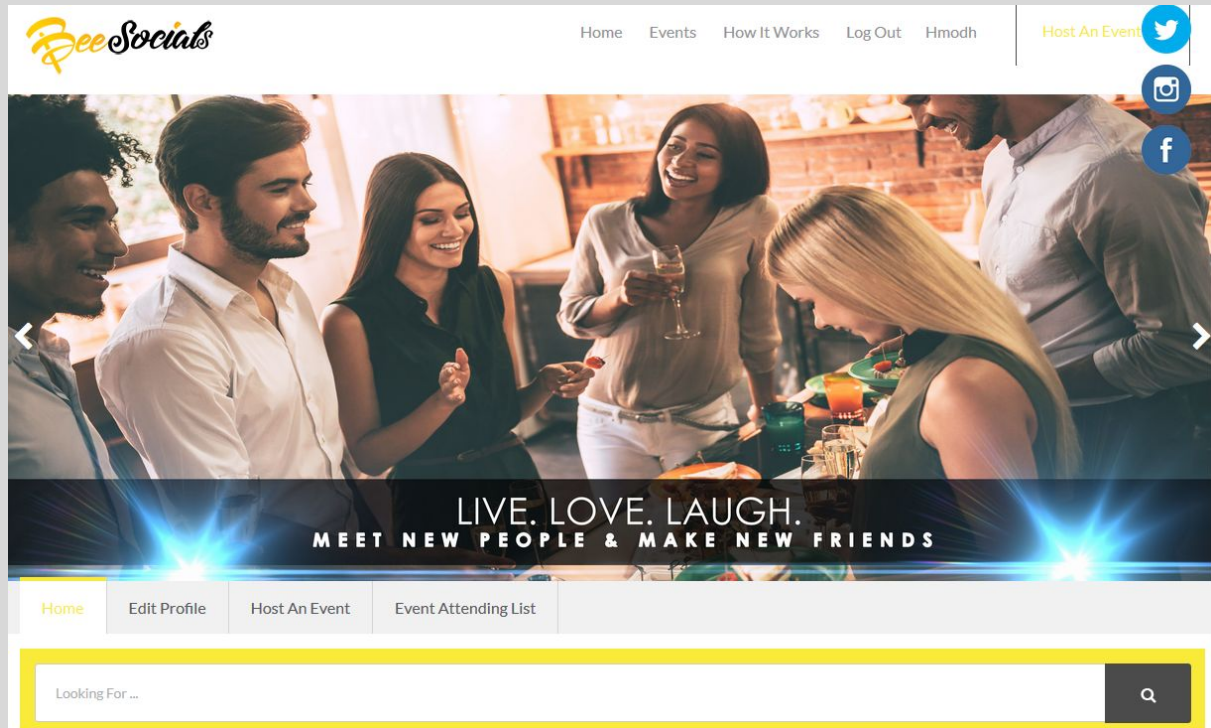 BeeSocials
Home Events How It Works Log Out Hmodh Host An Event
LIVE. LOVE. LAUGH.
MEET NEW PEOPLE & MAKE NEW FRIENDS
Home Edit Profile Host An Event Event Attending List
Looking For ...